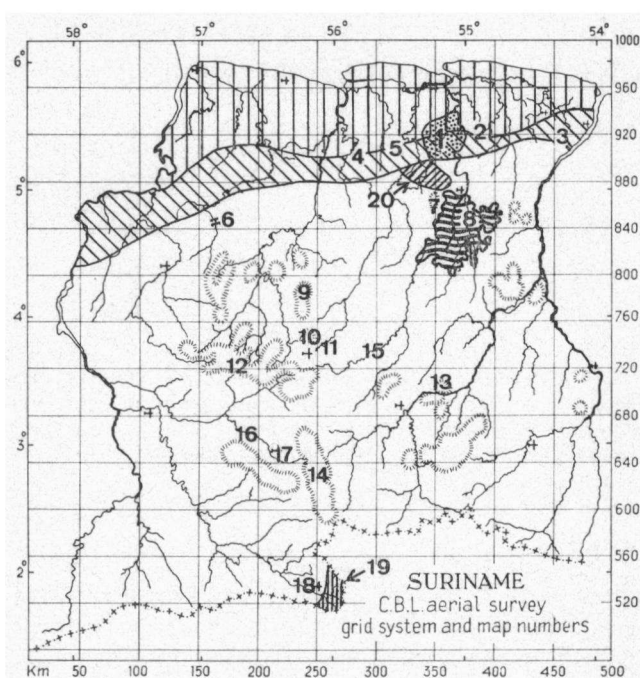 58° 57° 56° 55° 54°
1000
6° 960
1 2 3
920
4 5
880
5°
20 7
6 8 840
800
9
4° 760
10 11 15
12 720
13
680
16
3° 17 14 640
600
560
2° 19
18 SURINAME 520
C.B.L. aerial survey
grid system and map numbers
Km 50 100 150 200 250 300 350 400 450 500